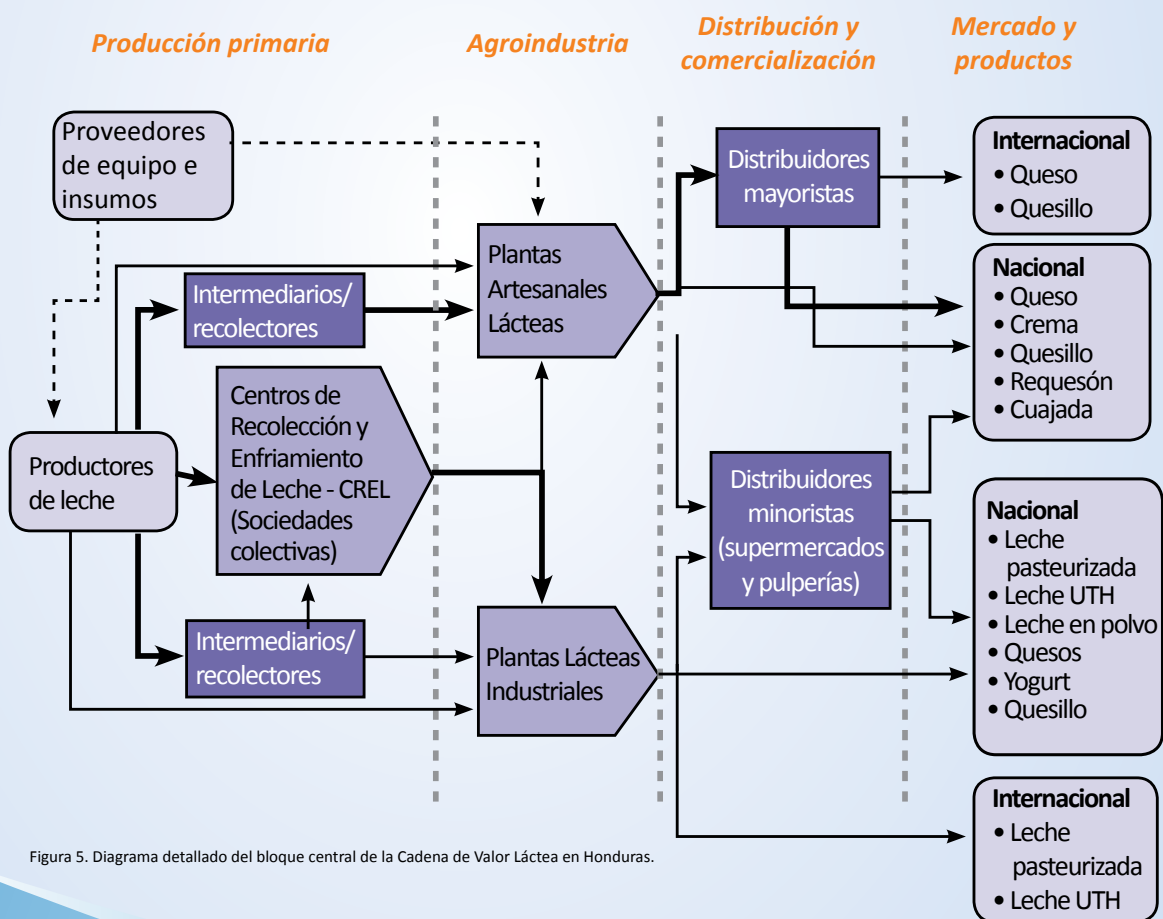 Producción primaria
Agroindustria
Distribución y
comercialización
Mercado y
productos
Proveedores
de equipo e
insumos
Intermediarios/
recolectores
Productores
de leche
Centros de
Recolección y
Enfriamiento
de Leche - CREL
(Sociedades
colectivas)
Intermediarios/
recolectores
Plantas
Artesanales
Lácteas
Plantas Lácteas
Industriales
Distribuidores
mayoristas
Distribuidores
minoristas
(supermercados
y pulperías)
Internacional
• Queso
• Quesillo
Nacional
• Queso
• Crema
• Quesillo
• Requesón
• Cuajada
Nacional
• Leche
pasteurizada
• Leche UTH
• Leche en polvo
• Quesos
• Yogurt
• Quesillo
Internacional
• Leche
pasteurizada
• Leche UTH
Figura 5. Diagrama detallado del bloque central de la Cadena de Valor Láctea en Honduras.